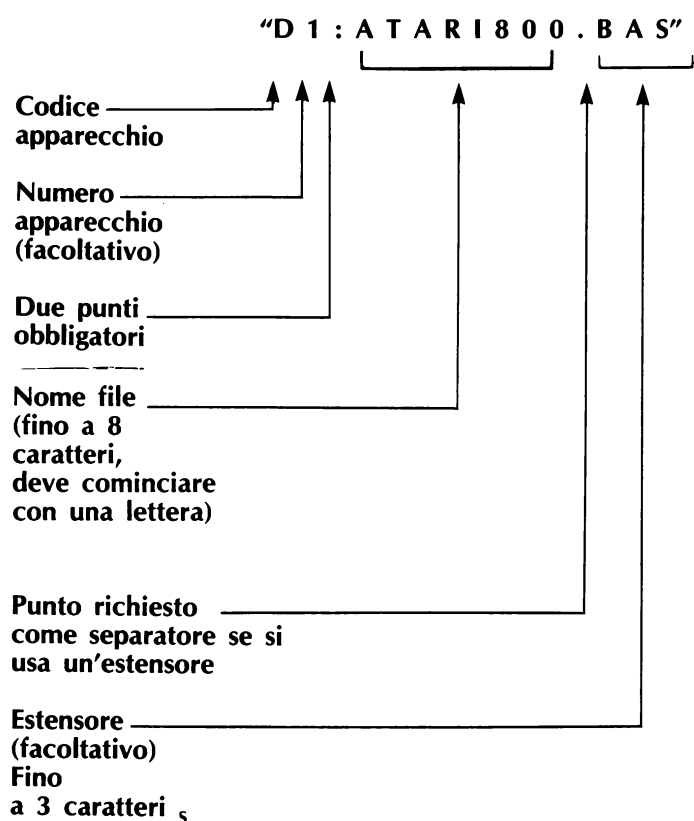 “D1:ATARI800.BAS”
Codice
apparecchio
Numero
apparecchio
(facoltativo)
Due punti
obbligatori
Nome file
(fino a 8
caratteri,
deve cominciare
con una lettera)
Punto richiesto
come separatore se si
usa un'estensore
Estensore
(facoltativo)
Fino
a 3 caratteri s